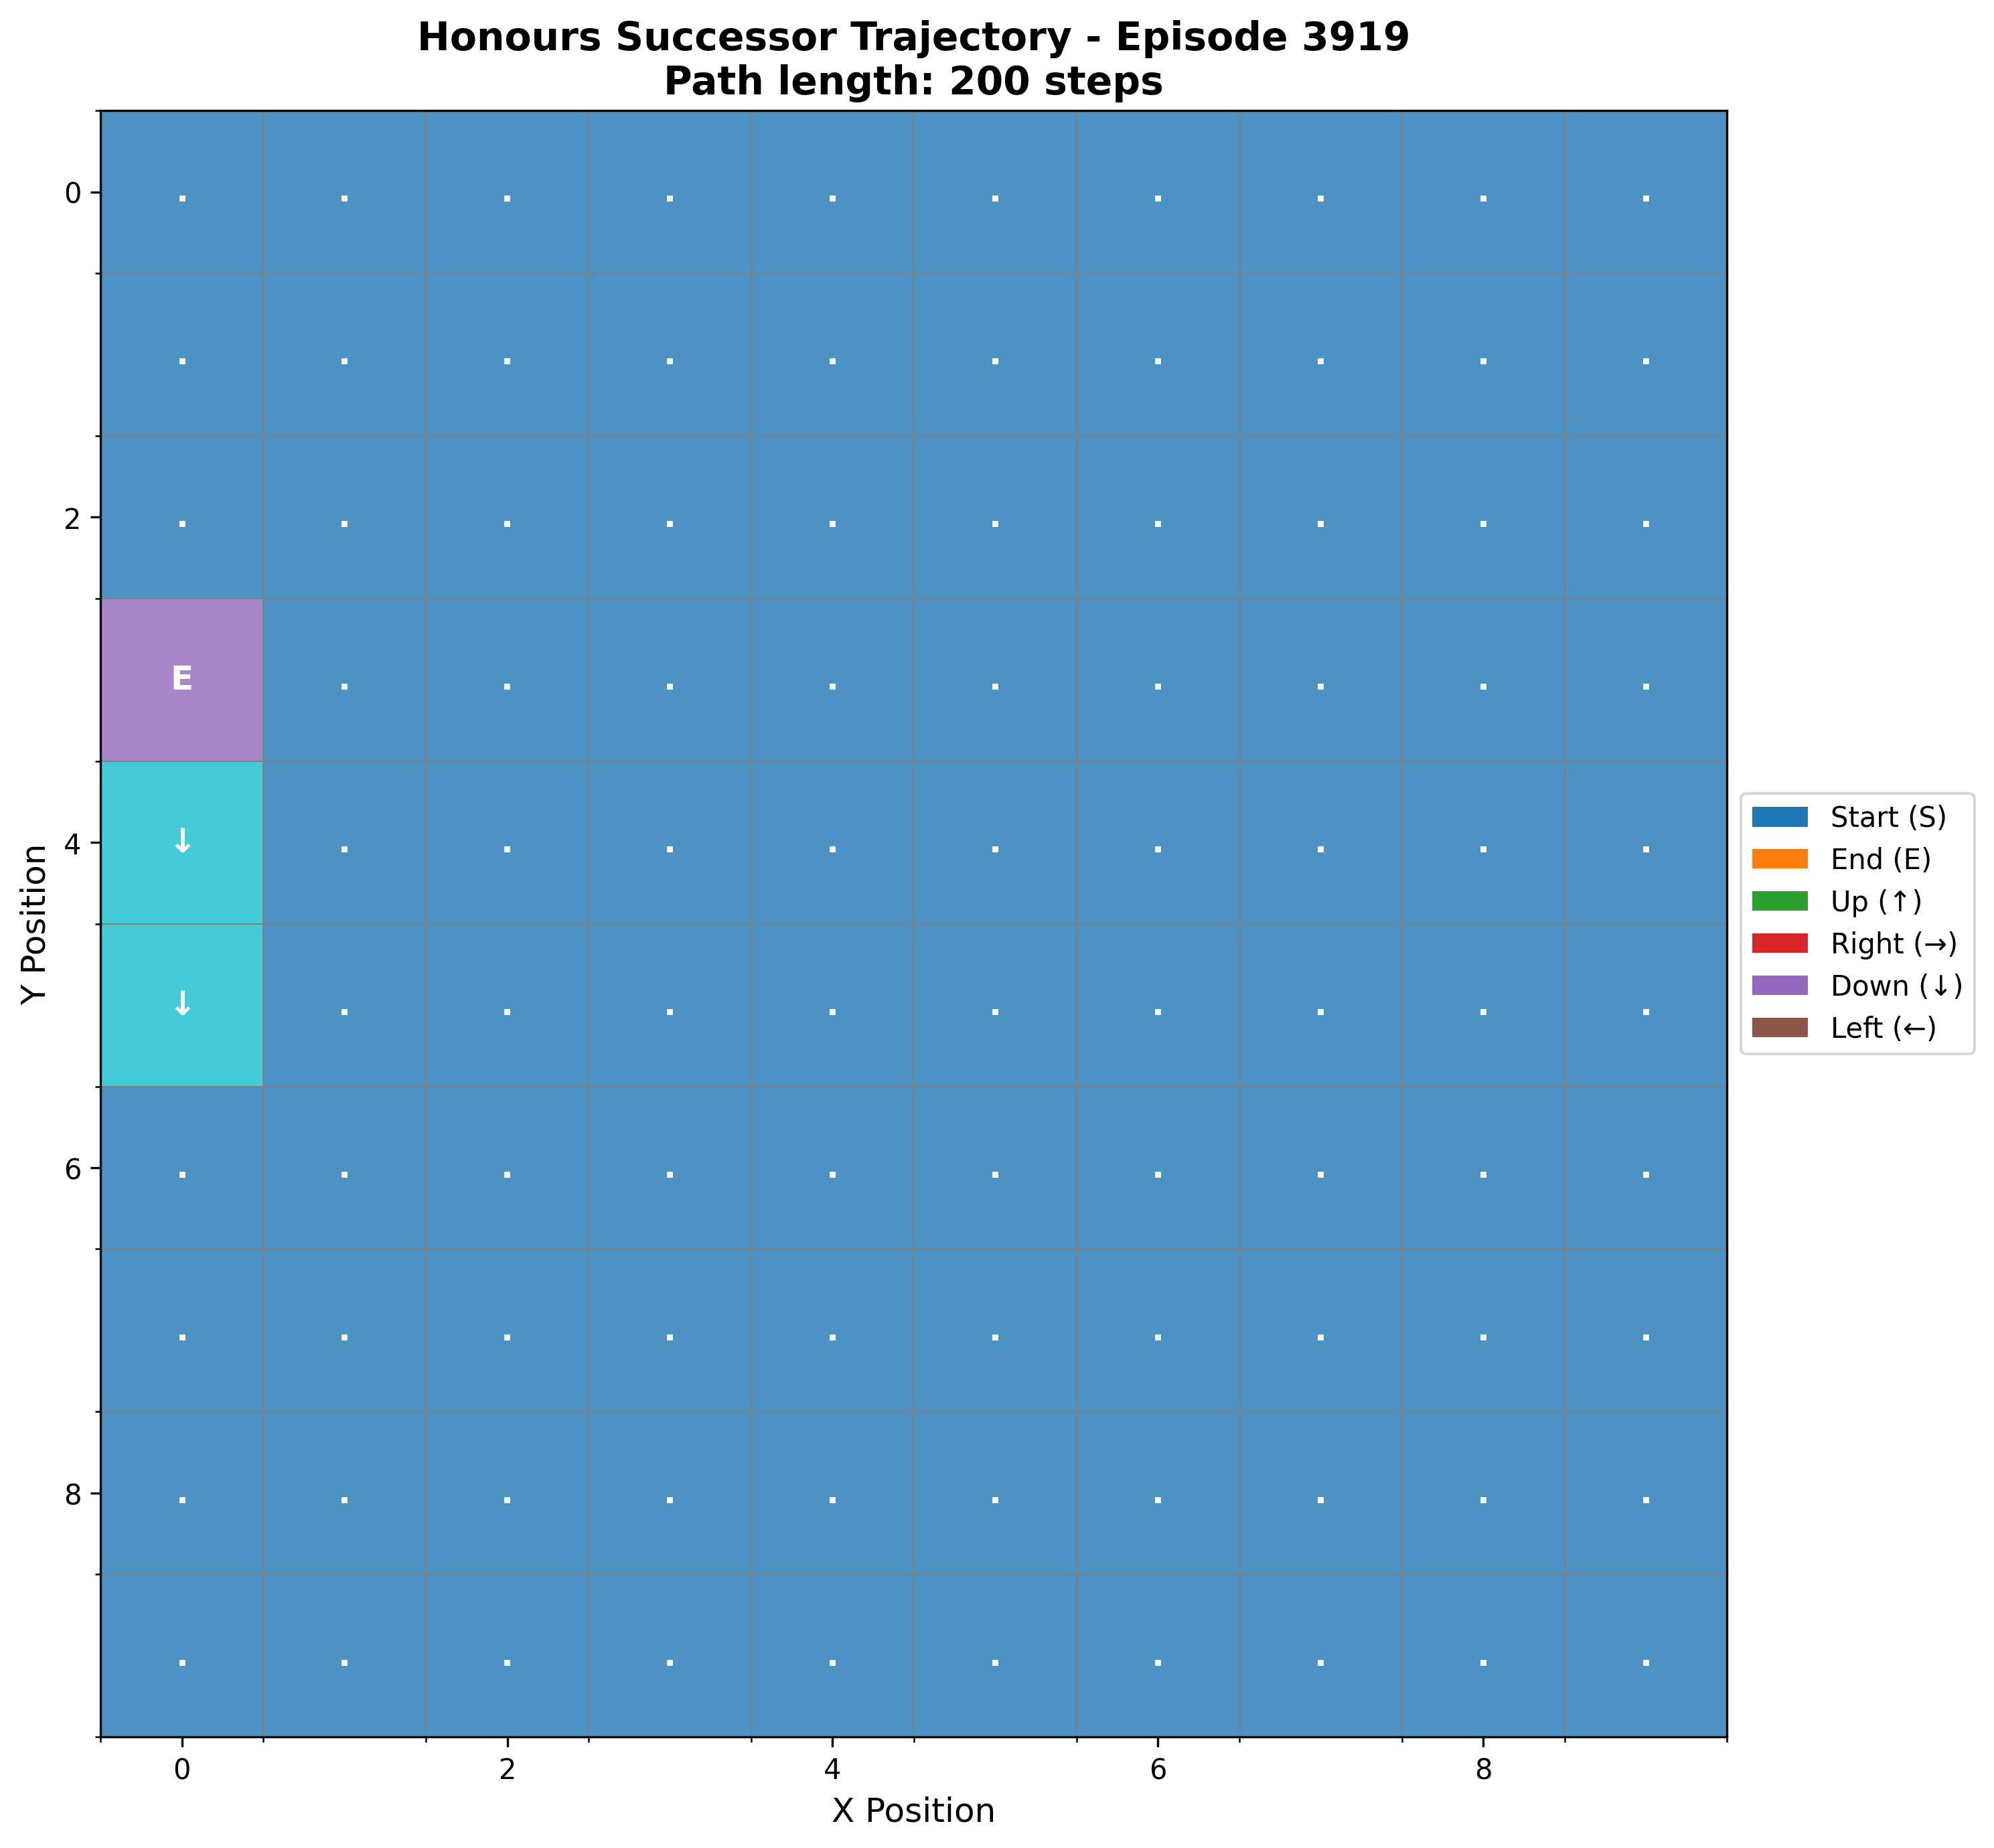 Honours Successor Trajectory - Episode 3919
Path length: 200 steps
0
. . . . . . . . . .
. . . . . . . . . .
2
. . . . . . . . . .
E . . . . . . . . .
4
↓ . . . . . . . . .
↓ . . . . . . . . .
6
. . . . . . . . . .
. . . . . . . . . .
8
. . . . . . . . . .
. . . . . . . . . .
Y Position
0 2 4 6 8
X Position
Start (S)
End (E)
Up (↑)
Right (→)
Down (↓)
Left (←)